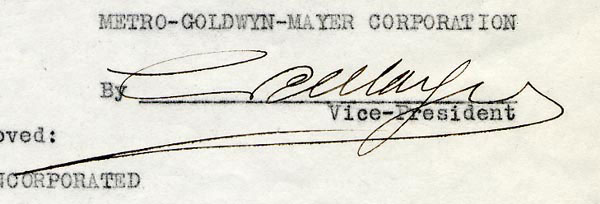 METRO-GOLDWYN-MAYER CORPORATION
By
Vice-President
oved:
NCORPORATED